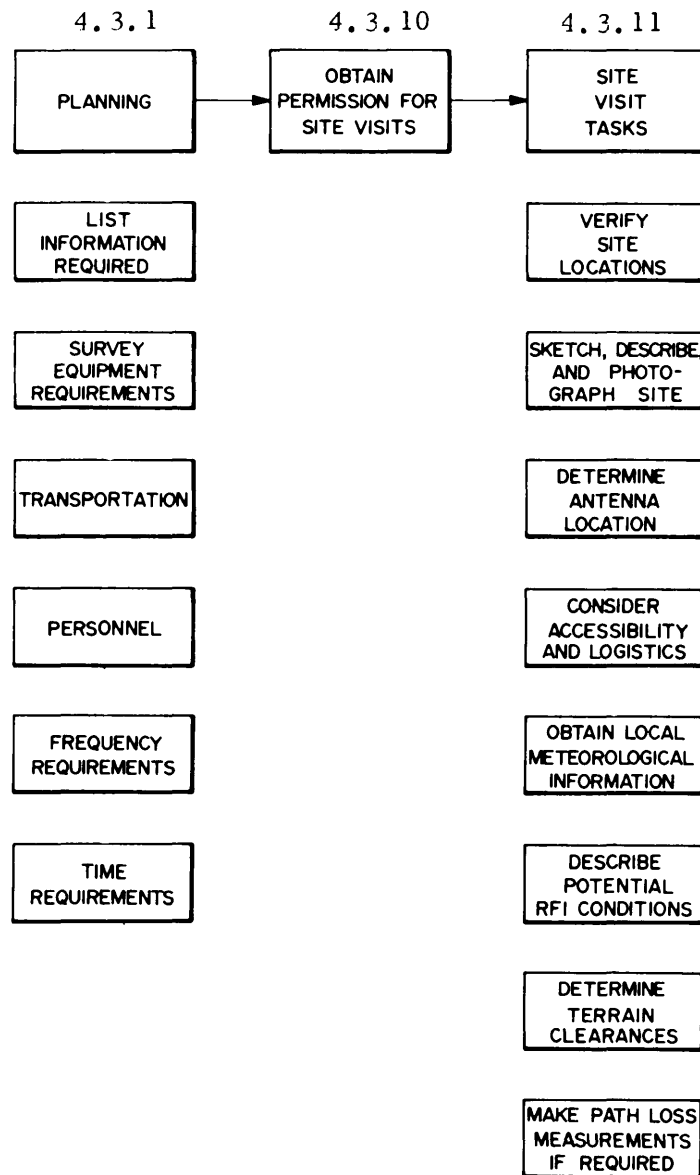 4.3.1
PLANNING
LIST
INFORMATION
REQUIRED
SURVEY
EQUIPMENT
REQUIREMENTS
TRANSPORTATION
PERSONNEL
FREQUENCY
REQUIREMENTS
TIME
REQUIREMENTS
4.3.10
OBTAIN
PERMISSION FOR
SITE VISITS
4.3.11
SITE
VISIT
TASKS
VERIFY
SITE
LOCATIONS
SKETCH, DESCRIBE,
AND PHOTO-
GRAPH SITE
DETERMINE
ANTENNA
LOCATION
CONSIDER
ACCESSIBILITY
AND LOGISTICS
OBTAIN LOCAL
METEOROLOGICAL
INFORMATION
DESCRIBE
POTENTIAL
RFI CONDITIONS
DETERMINE
TERRAIN
CLEARANCES
MAKE PATH LOSS
MEASUREMENTS
IF REQUIRED